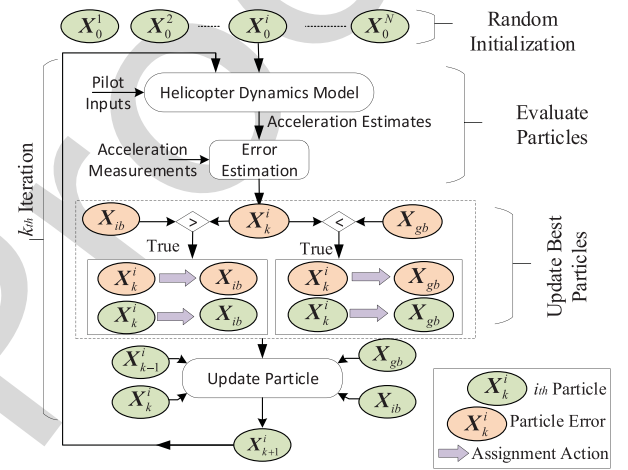 X_0^1 X_0^2 X_0^i X_0^N
Random
Initialization
Pilot
Inputs
Helicopter Dynamics Model
Acceleration Estimates
Evaluate
Particles
Acceleration
Measurements
Error
Estimation
k_th Iteration
X_ib > X_k^i < X_gb
True True
X_k^i X_ib X_k^i X_gb
X_k^i X_ib X_k^i X_gb
Update Best
Particles
X_{k-1}^i X_gb
Update Particle
X_k^i X_ib
X_{k+1}^i
X_k^i i_th Particle
X_k^i Particle Error
Assignment Action